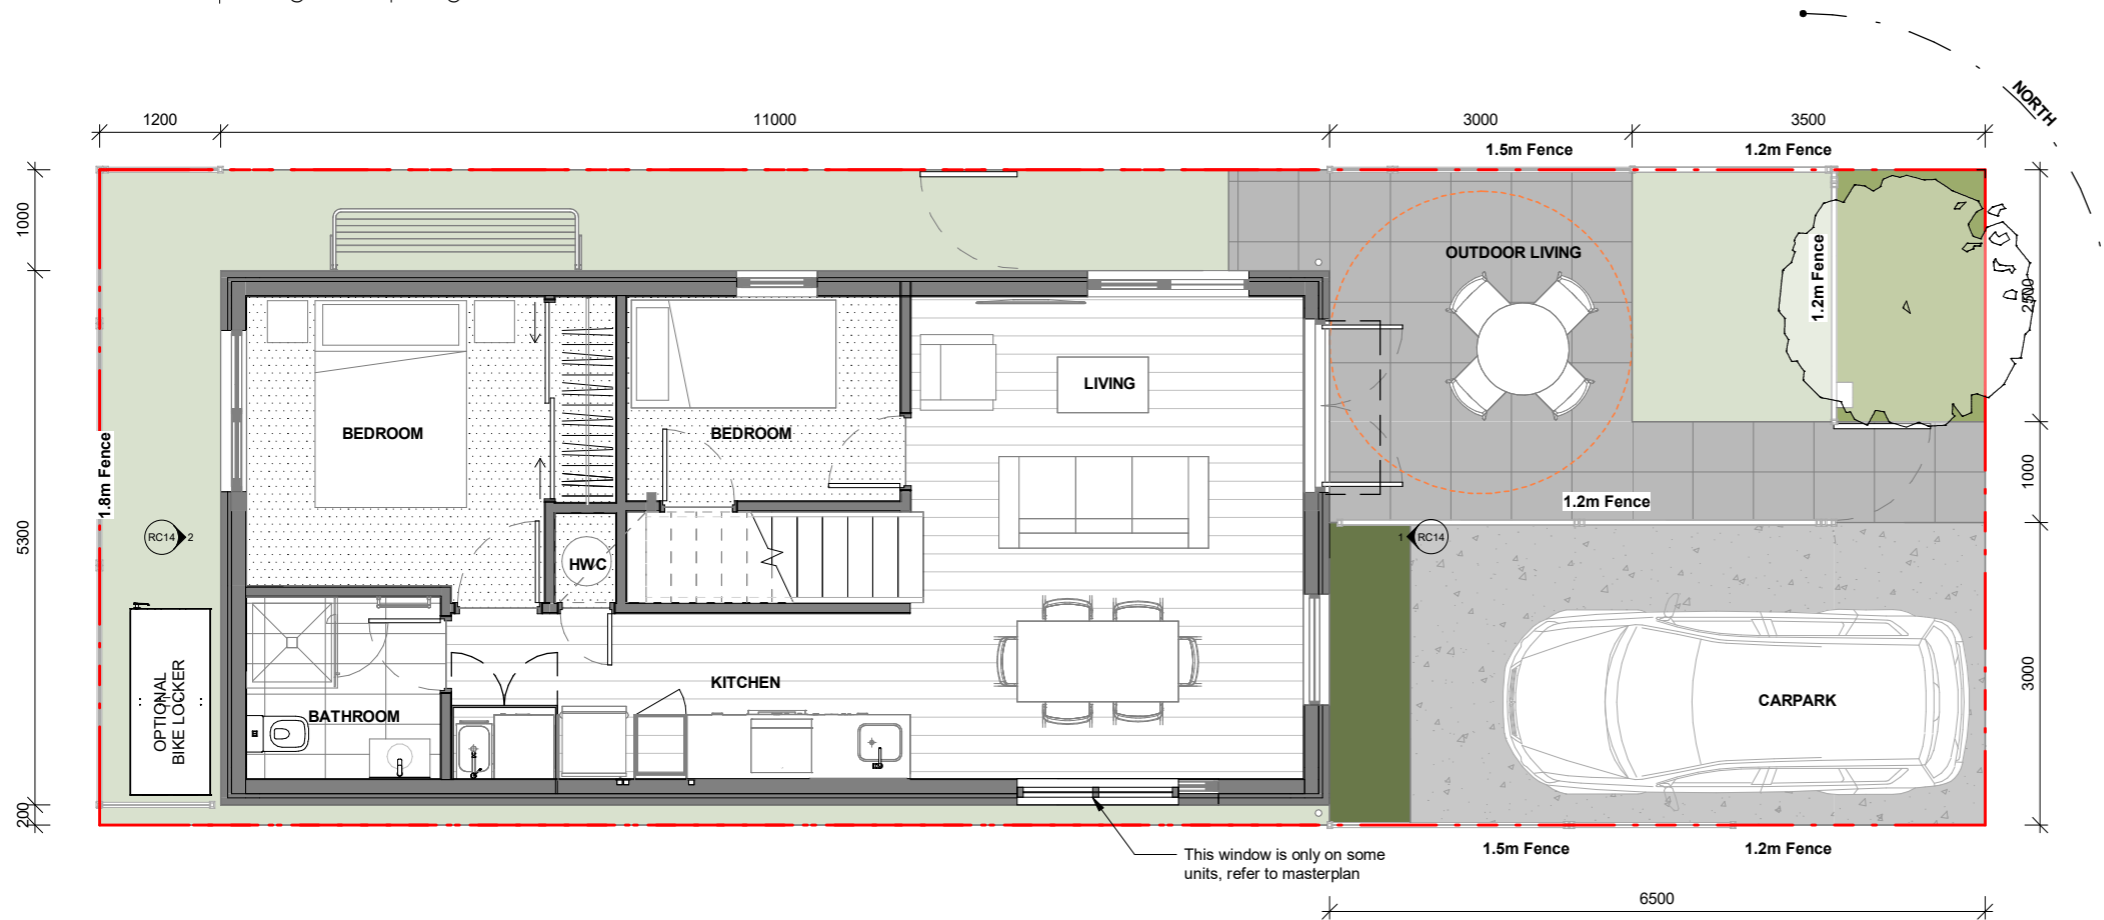 NORTH
1200
11000
3000
3500
1.5m Fence
1.2m Fence
1000
5300
200
1.8m Fence
OUTDOOR LIVING
1.2m Fence
2500
1000
3000
LIVING
BEDROOM
BEDROOM
1.2m Fence
RC14
2
1
RC14
HWC
OPTIONAL
BIKE LOCKER
KITCHEN
BATHROOM
CARPARK
This window is only on some
units, refer to masterplan
1.5m Fence
1.2m Fence
6500